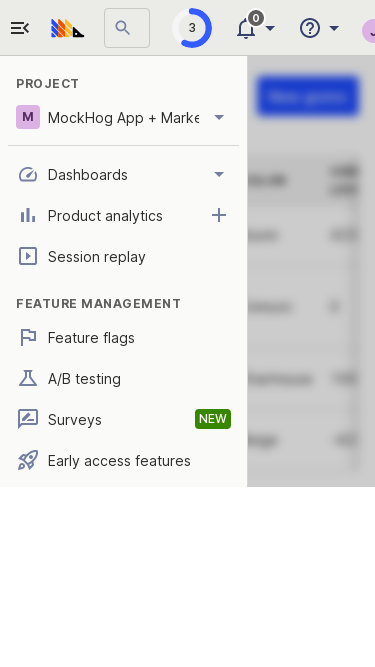 3
0
PROJECT
M MockHog App + Marke
Dashboards
Product analytics
Session replay
FEATURE MANAGEMENT
Feature flags
A/B testing
Surveys NEW
Early access features